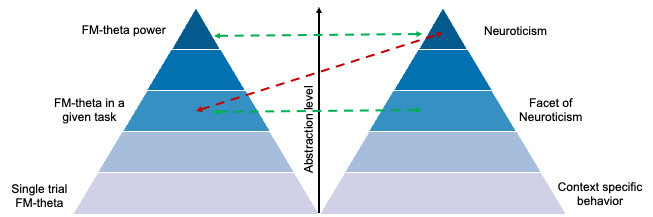 FM-theta power
Neuroticism
FM-theta in a
given task
Abstraction level
Facet of
Neuroticism
Single trial
FM-theta
Context specific
behavior